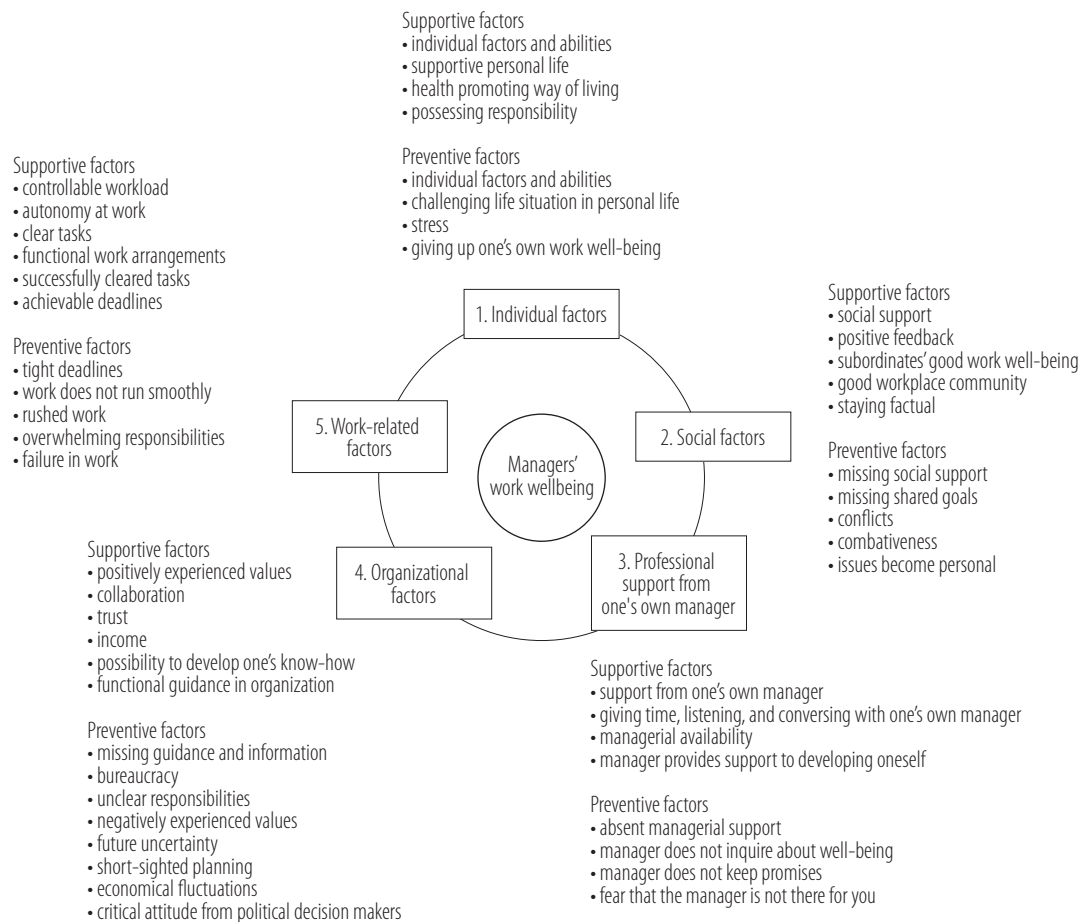 Supportive factors
• individual factors and abilities
• supportive personal life
• health promoting way of living
• possessing responsibility
Preventive factors
• individual factors and abilities
• challenging life situation in personal life
• stress
• giving up one's own work well-being
1. Individual factors
Supportive factors
• social support
• positive feedback
• subordinates' good work well-being
• good workplace community
• staying factual
Preventive factors
• missing social support
• missing shared goals
• conflicts
• combativeness
• issues become personal
2. Social factors
3. Professional
support from
one's own manager
Supportive factors
• support from one's own manager
• giving time, listening, and conversing with one's own manager
• managerial availability
• manager provides support to developing oneself
Preventive factors
• absent managerial support
• manager does not inquire about well-being
• manager does not keep promises
• fear that the manager is not there for you
4. Organizational
factors
Supportive factors
• positively experienced values
• collaboration
• trust
• income
• possibility to develop one's know-how
• functional guidance in organization
Preventive factors
• missing guidance and information
• bureaucracy
• unclear responsibilities
• negatively experienced values
• future uncertainty
• short-sighted planning
• economical fluctuations
• critical attitude from political decision makers
5. Work-related
factors
Supportive factors
• controllable workload
• autonomy at work
• clear tasks
• functional work arrangements
• successfully cleared tasks
• achievable deadlines
Preventive factors
• tight deadlines
• work does not run smoothly
• rushed work
• overwhelming responsibilities
• failure in work
Managers'
work wellbeing